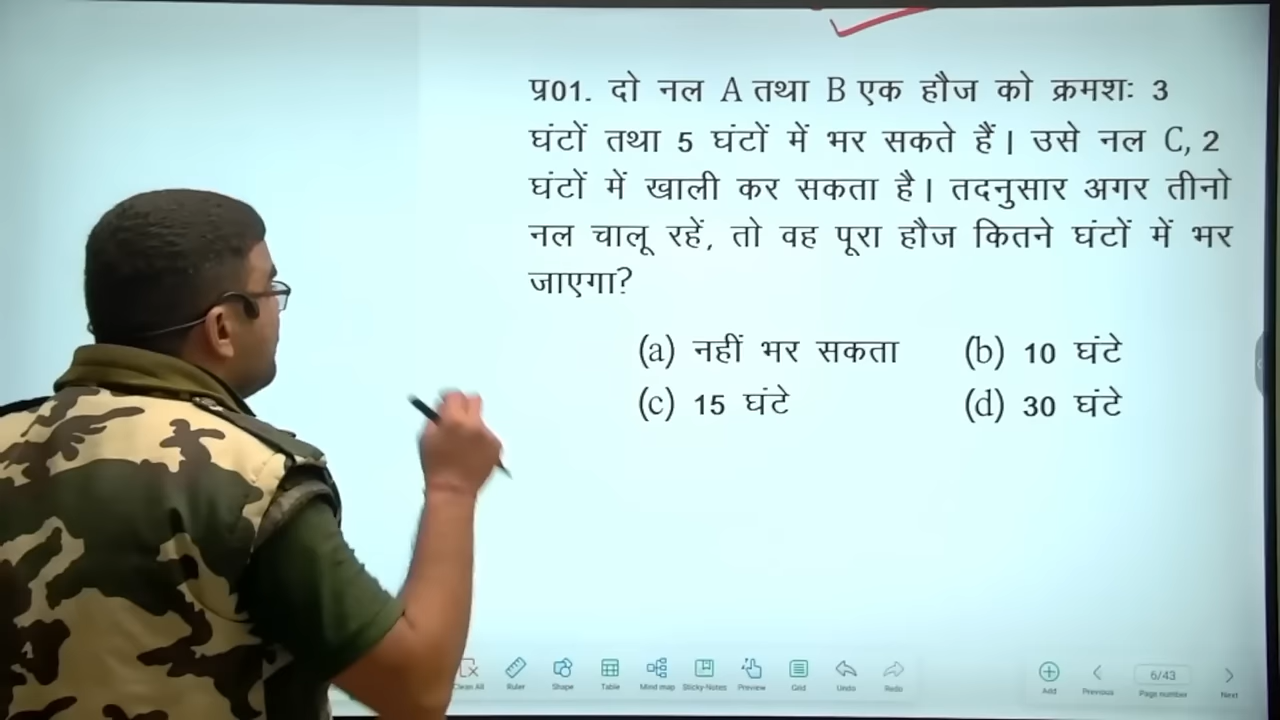 प्र01. दो नल A तथा B एक हौज को क्रमशः 3
घंटों तथा 5 घंटों में भर सकते हैं। उसे नल C, 2
घंटों में खाली कर सकता है। तदनुसार अगर तीनो
नल चालू रहें, तो वह पूरा हौज कितने घंटों में भर
जाएगा?
(a) नहीं भर सकता (b) 10 घंटे
(c) 15 घंटे (d) 30 घंटे
Clean All Ruler Shape Table Mind map Sticky-Notes Preview Grid Undo Redo Add Previous 6/43 Page number Next